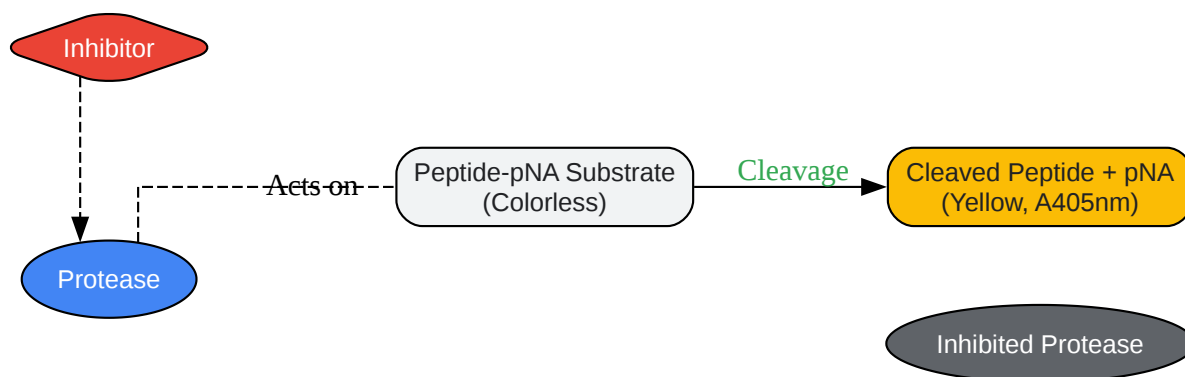 Inhibitor
Acts on
Peptide-pNA Substrate
(Colorless)
Cleavage
Cleaved Peptide + pNA
(Yellow, A405nm)
Protease
Inhibited Protease